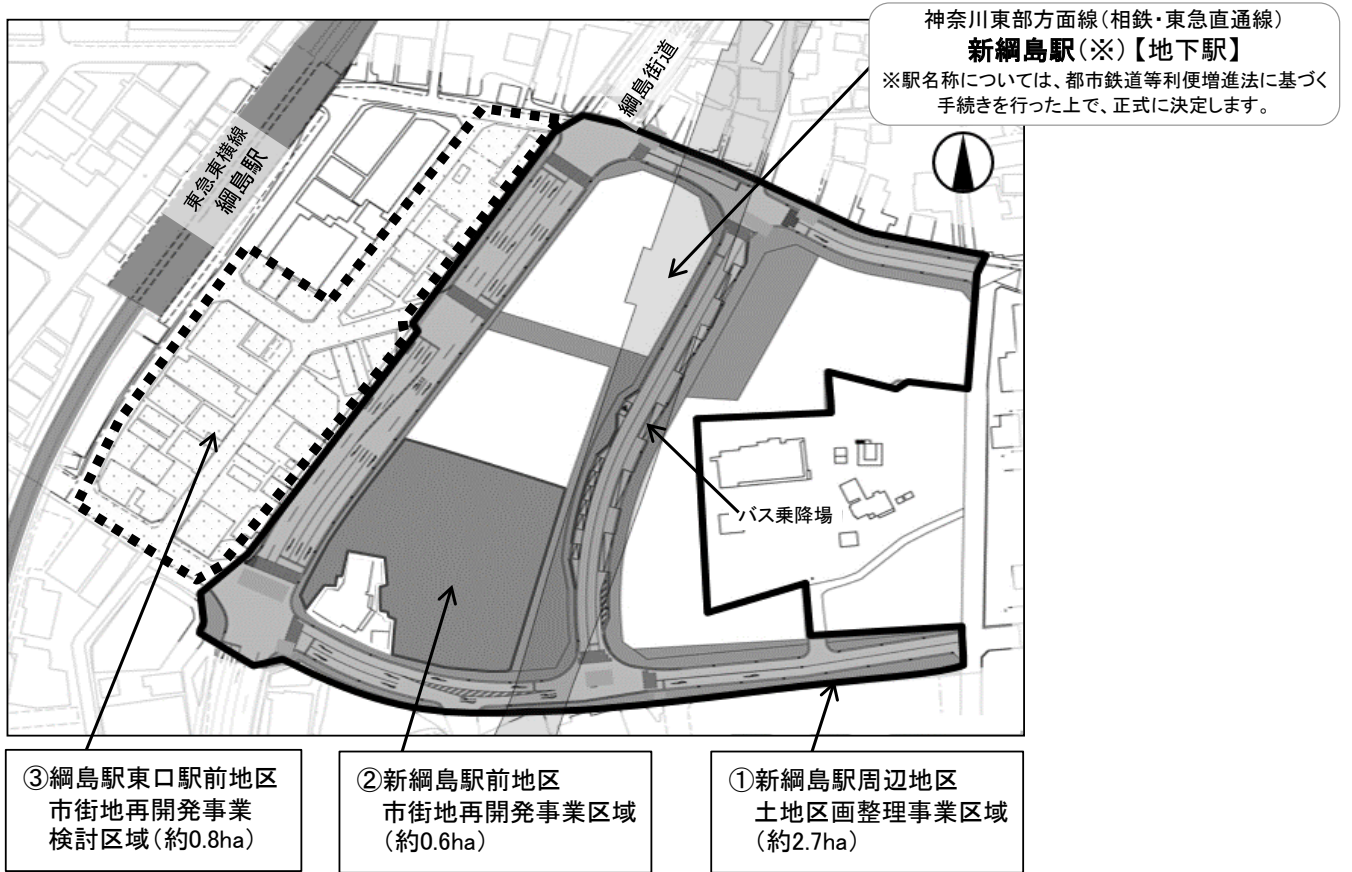 神奈川東部方面線（相鉄・東急直通線）
新綱島駅（※）【地下駅】
※駅名称については、都市鉄道等利便増進法に基づく
手続きを行った上で、正式に決定します。
綱島街道
東急東横線
綱島駅
バス乗降場
③綱島駅東口駅前地区
市街地再開発事業
検討区域（約0.8ha）
②新綱島駅前地区
市街地再開発事業区域
（約0.6ha）
①新綱島駅周辺地区
土地区画整理事業区域
（約2.7ha）